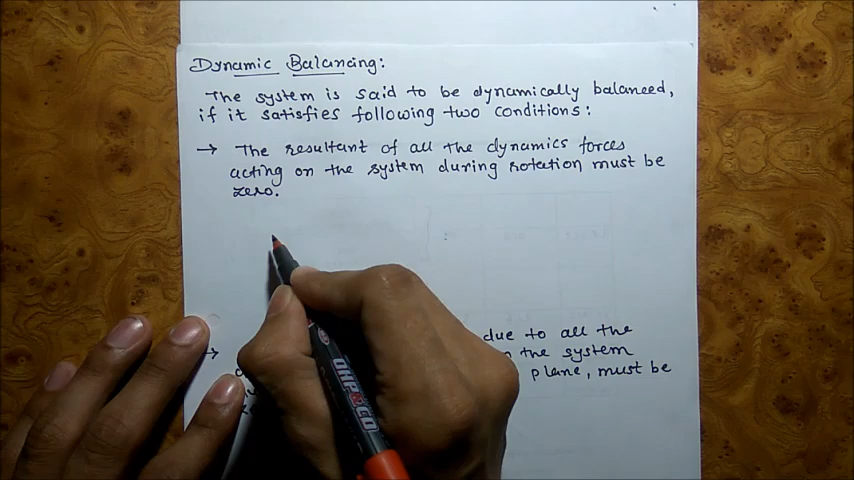 Dynamic Balancing:
The system is said to be dynamically balanced,
if it satisfies following two conditions:
→ The resultant of all the dynamics forces
acting on the system during rotation must be
zero.
→ due to all the
the system
plane, must be